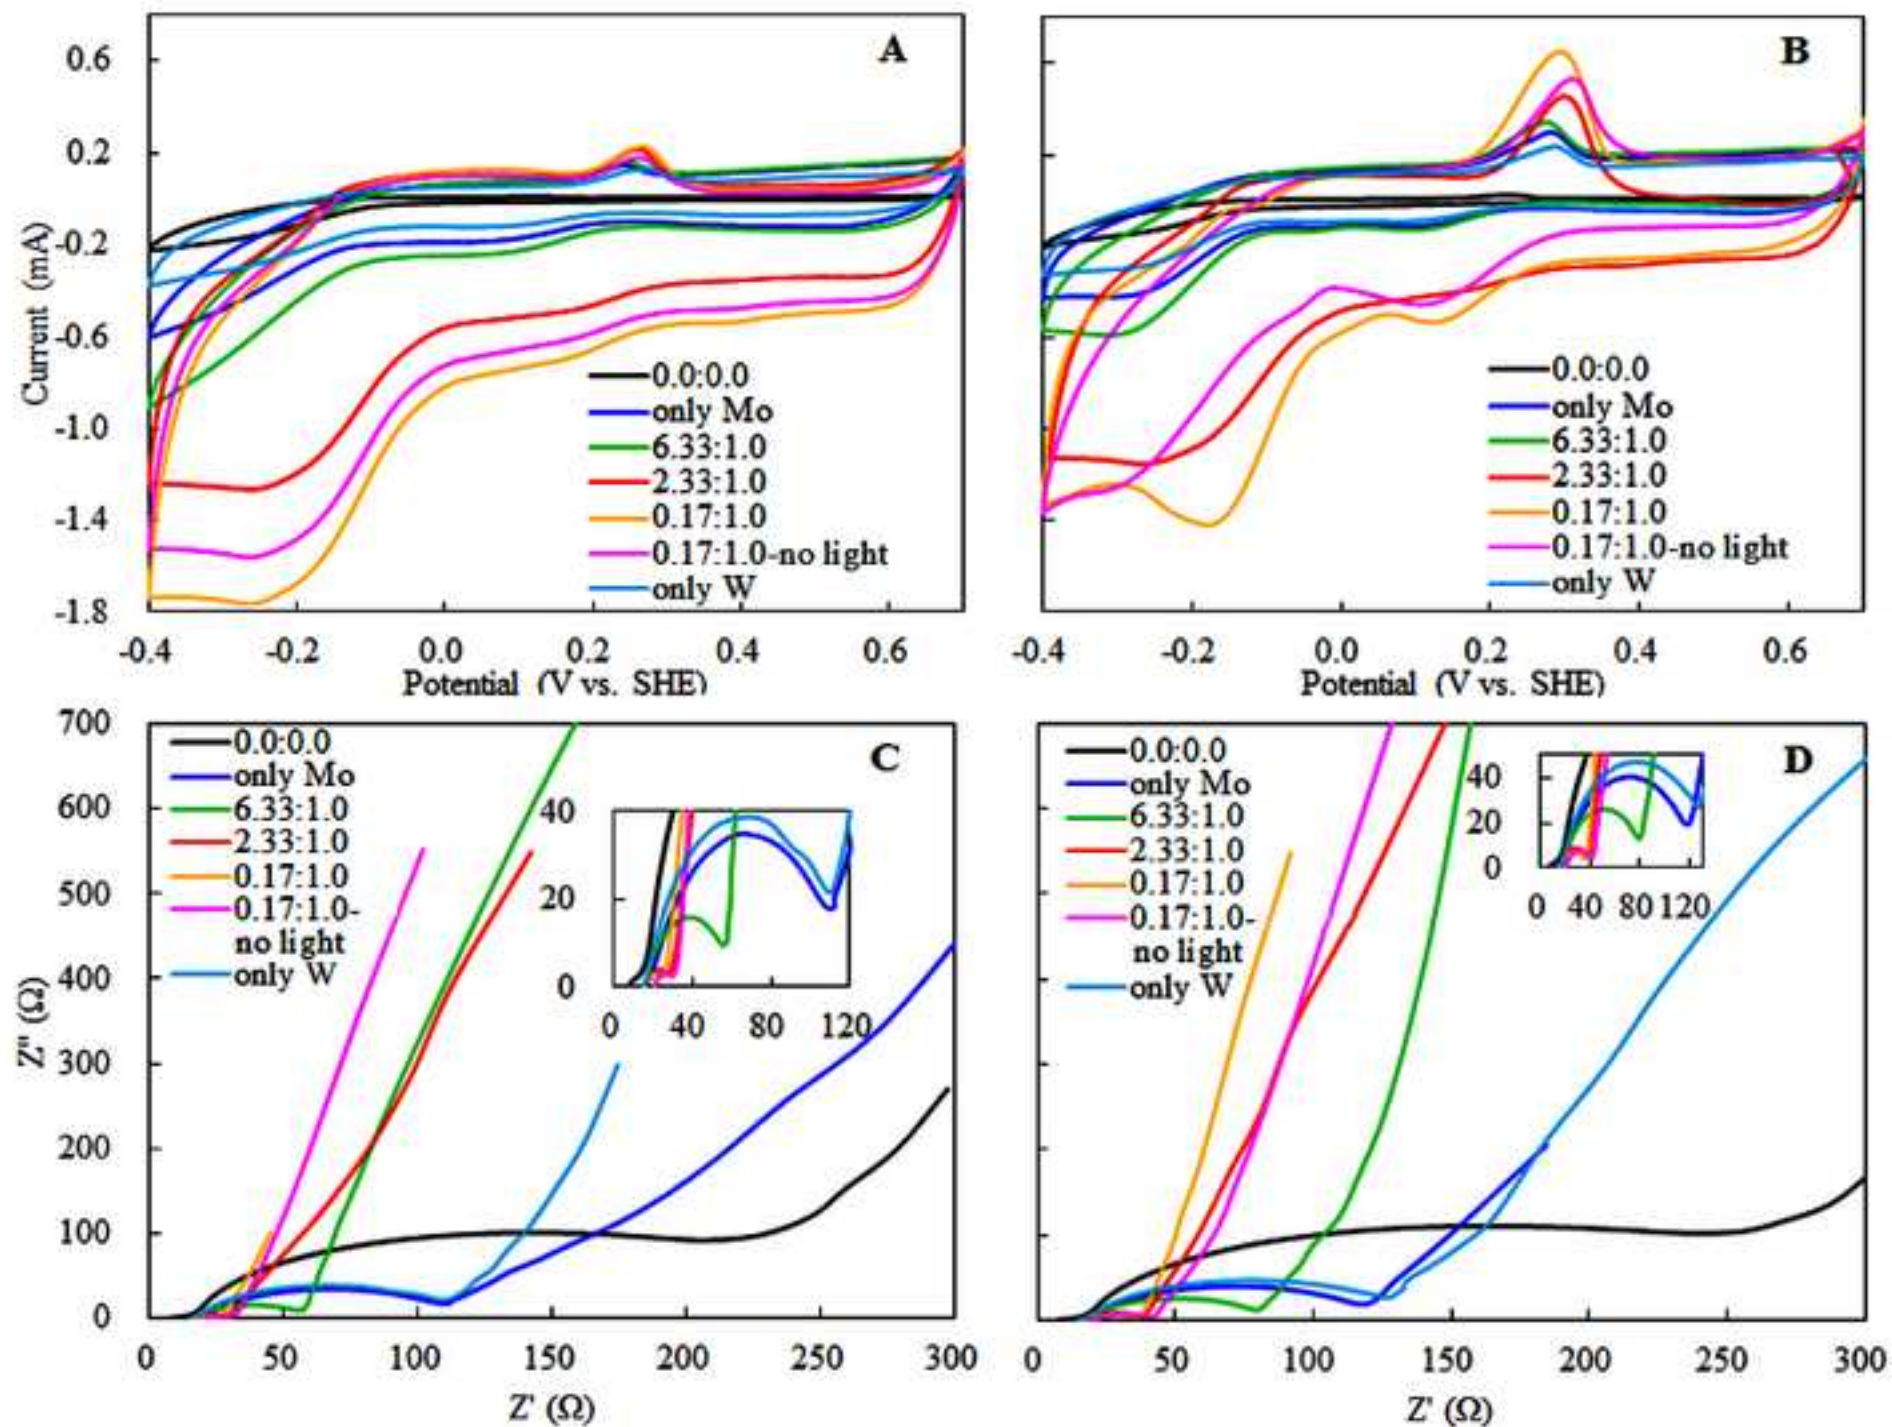 A
0.6
0.2
-0.2
-0.6
-1.0
-1.4
-1.8
Current (mA)
0.0:0.0
only Mo
6.33:1.0
2.33:1.0
0.17:1.0
0.17:1.0-no light
only W
-0.4 -0.2 0.0 0.2 0.4 0.6
Potential (V vs. SHE)
B
0.0:0.0
only Mo
6.33:1.0
2.33:1.0
0.17:1.0
0.17:1.0-no light
only W
-0.4 -0.2 0.0 0.2 0.4 0.6
Potential (V vs. SHE)
C
700
600
500
400
300
200
100
0
Z" (Ω)
0.0:0.0
only Mo
6.33:1.0
2.33:1.0
0.17:1.0
0.17:1.0-
no light
only W
40
20
0
0 40 80 120
0 50 100 150 200 250 300
Z' (Ω)
D
0.0:0.0
only Mo
6.33:1.0
2.33:1.0
0.17:1.0
0.17:1.0-
no light
only W
40
20
0
0 40 80 120
0 50 100 150 200 250 300
Z' (Ω)